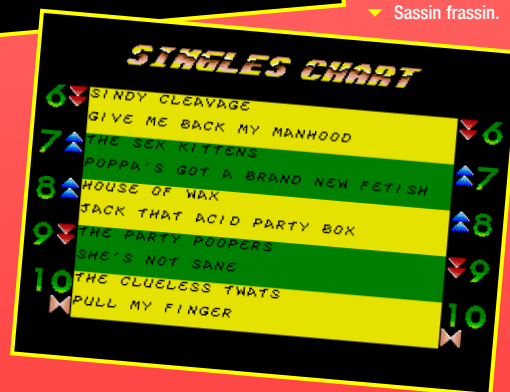 Sassin frassin.
SINGLES CHART
6 SINDY CLEAVAGE 6
GIVE ME BACK MY MANHOOD
7 THE SEX KITTENS 7
POPPA'S GOT A BRAND NEW FETISH
8 HOUSE OF WAX 8
JACK THAT ACID PARTY BOX
9 THE PARTY POOPERS 9
SHE'S NOT SANE
10 THE CLUELESS TWATS 10
PULL MY FINGER